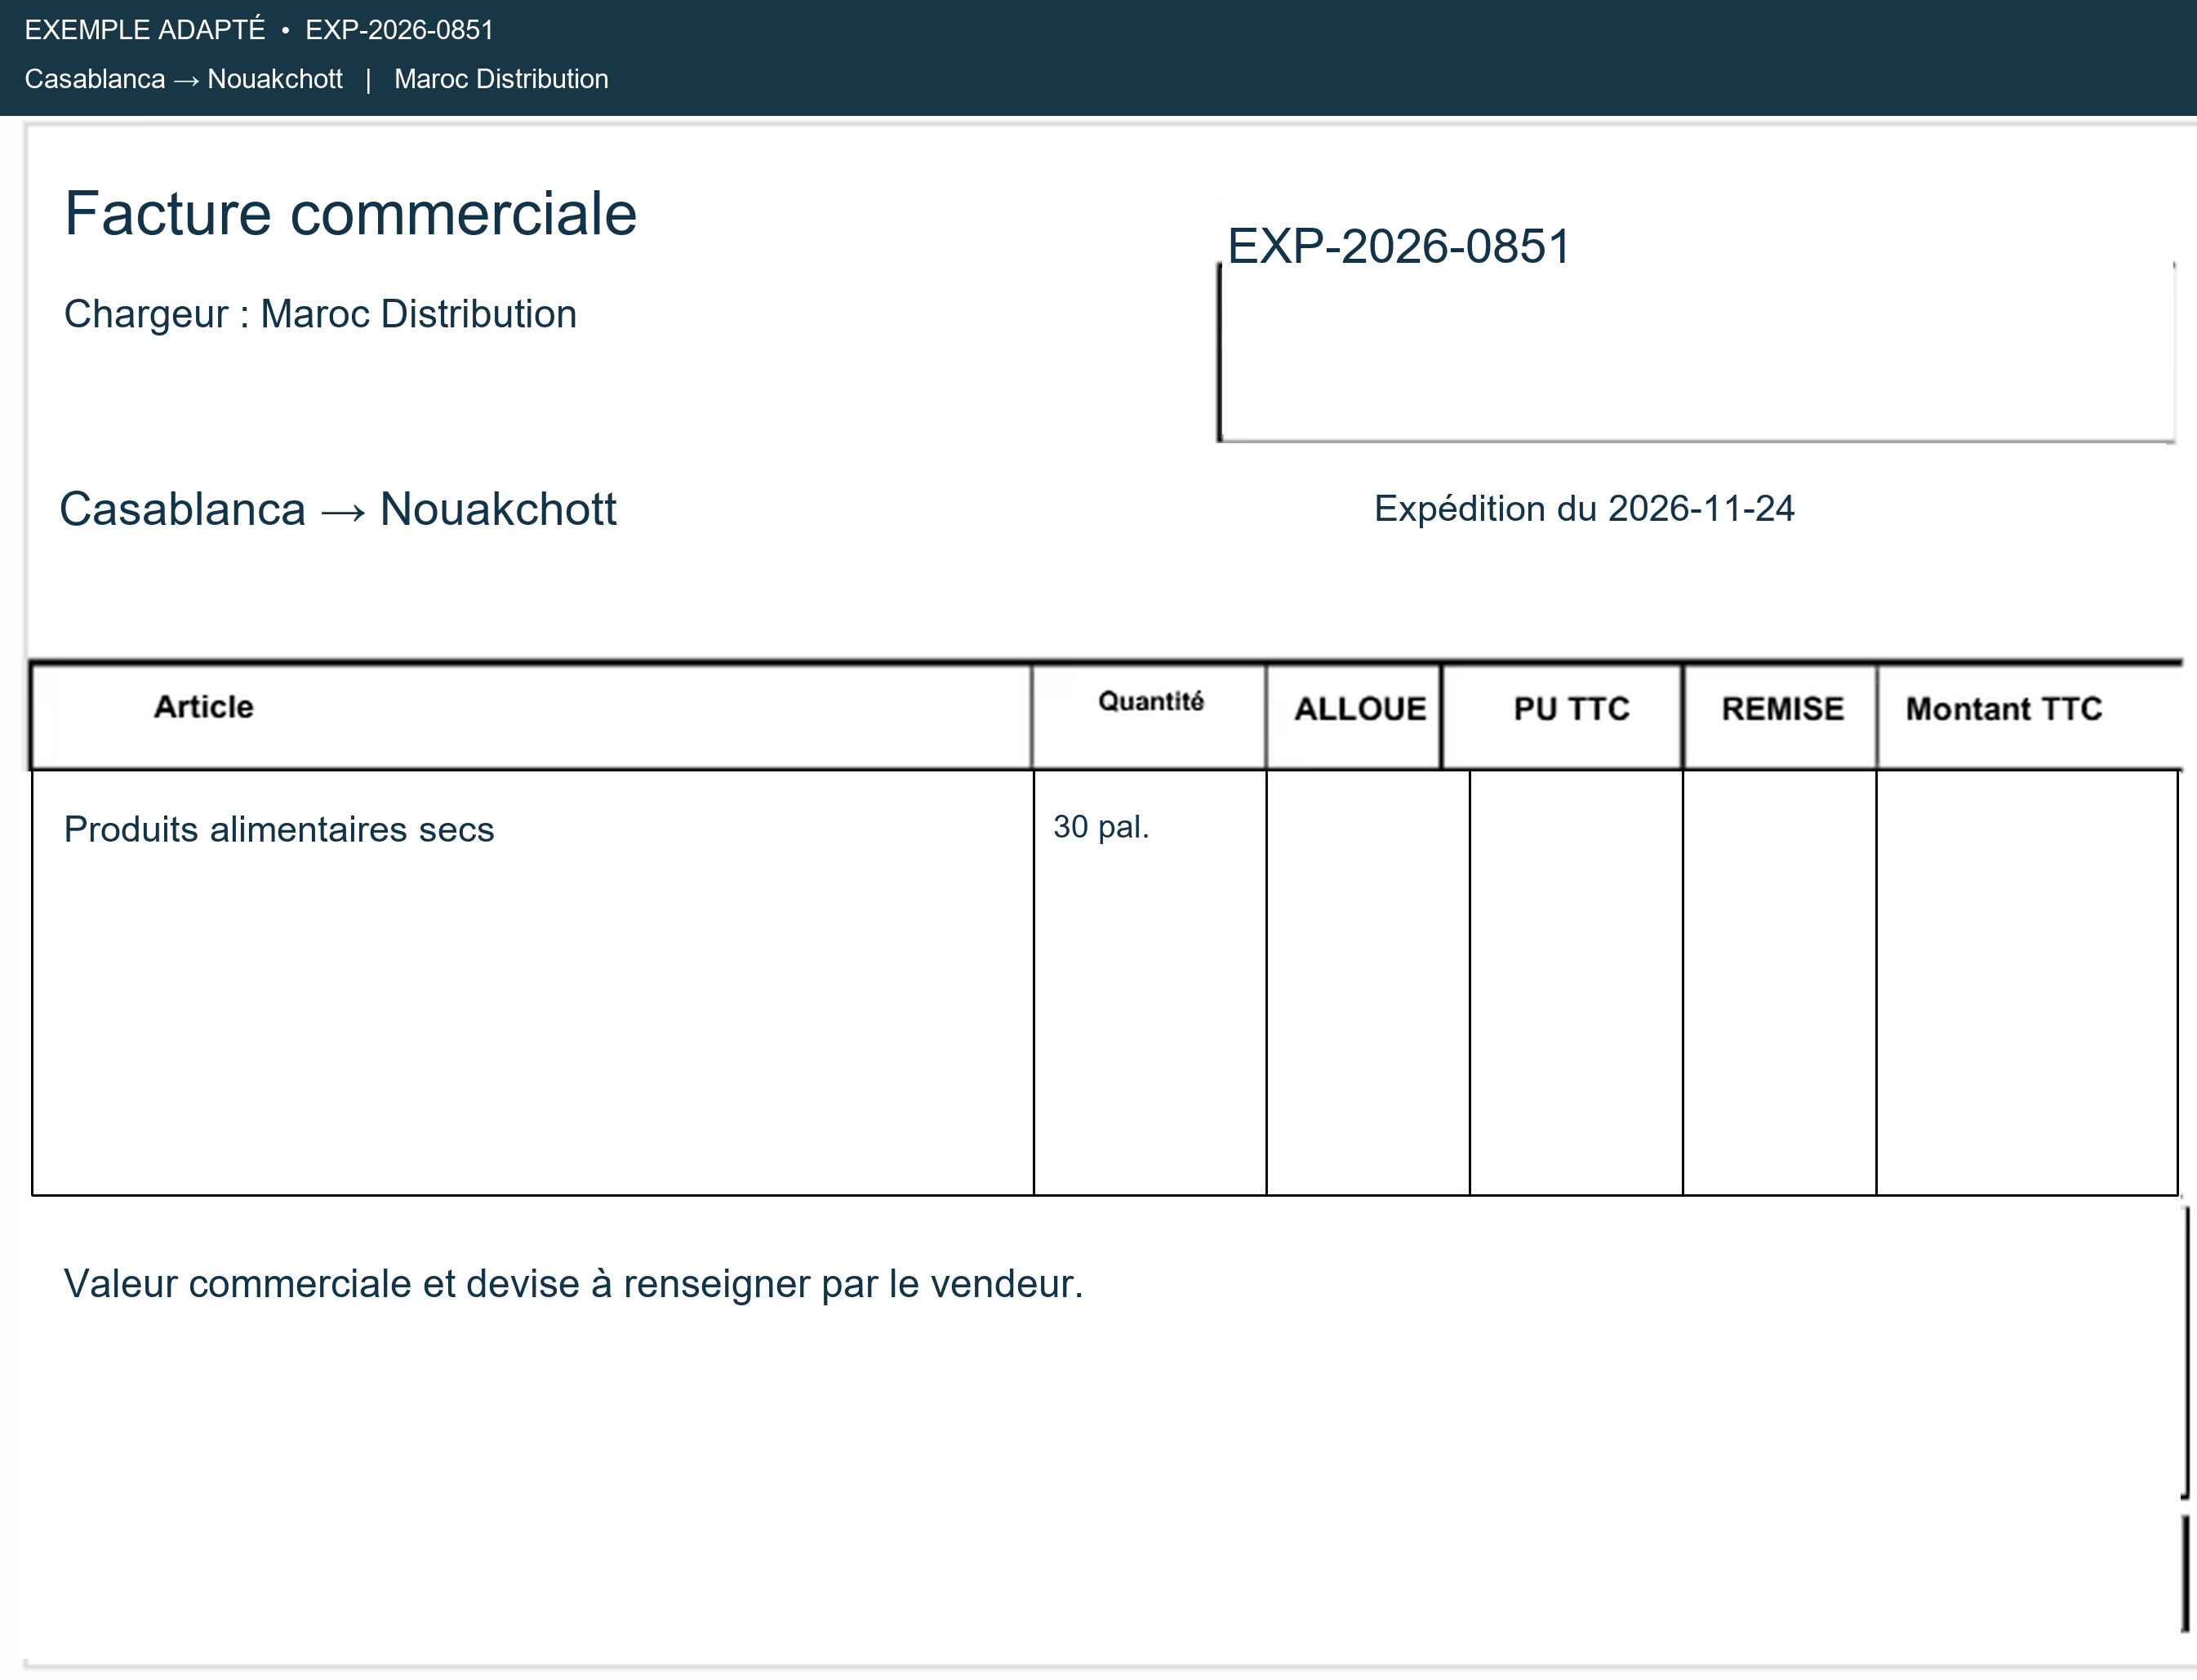 EXEMPLE ADAPTÉ • EXP-2026-0851
Casablanca → Nouakchott | Maroc Distribution
Facture commerciale
EXP-2026-0851
Chargeur : Maroc Distribution
Casablanca → Nouakchott
Expédition du 2026-11-24
Article Quantité ALLOUE PU TTC REMISE Montant TTC
Produits alimentaires secs 30 pal.
Valeur commerciale et devise à renseigner par le vendeur.